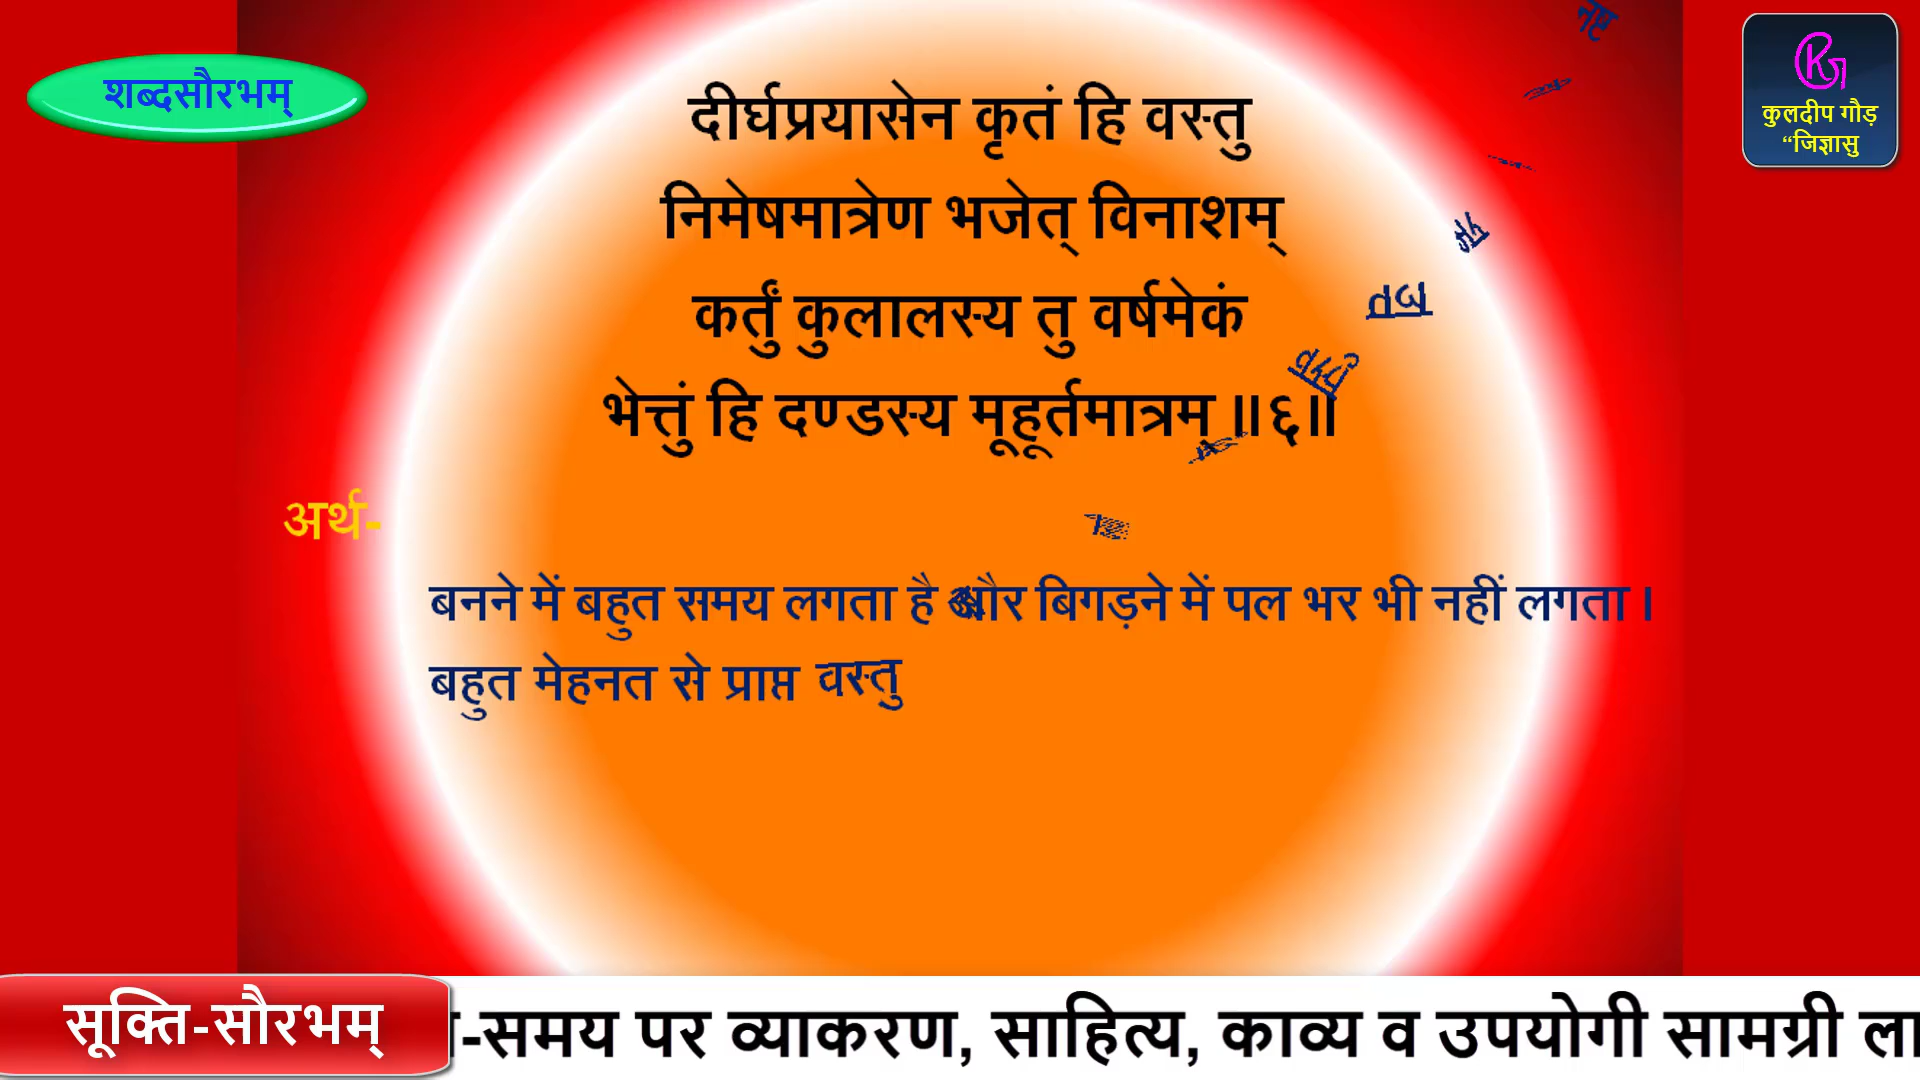 शब्दसौरभम्
कुलदीप गौड़
“जिज्ञासु
दीर्घप्रयासेन कृतं हि वस्तु
निमेषमात्रेण भजेत् विनाशम्
कर्तुं कुलालस्य तु वर्षमेकं
भेत्तुं हि दण्डस्य मूहूर्तमात्रम् ॥६॥
अर्थ-
बनने में बहुत समय लगता है और बिगड़ने में पल भर भी नहीं लगता ।
बहुत मेहनत से प्राप्त वस्तु
सूक्ति-सौरभम्
-समय पर व्याकरण, साहित्य, काव्य व उपयोगी सामग्री ला